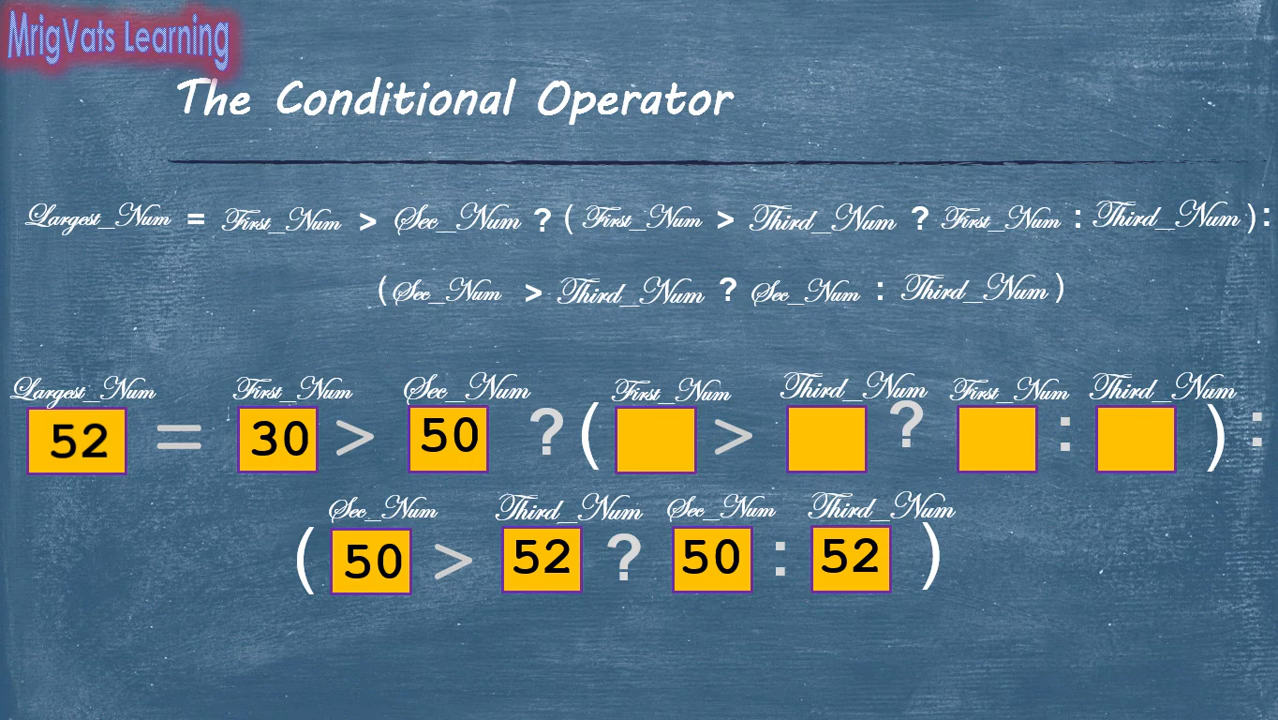 MrigVats Learning
The Conditional Operator
Largest_Num = First_Num > Sec_Num ? ( First_Num > Third_Num ? First_Num : Third_Num ) :
( Sec_Num > Third_Num ? Sec_Num : Third_Num )
Largest_Num First_Num Sec_Num First_Num Third_Num First_Num Third_Num
52 = 30 > 50 ? ( > ? : ) :
Sec_Num Third_Num Sec_Num Third_Num
( 50 > 52 ? 50 : 52 )